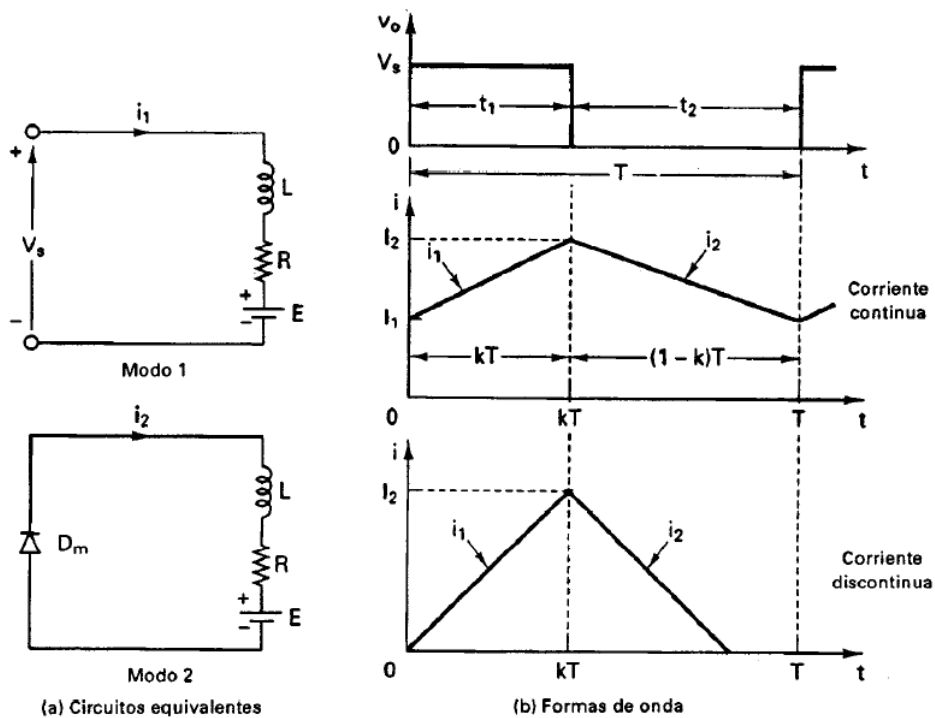 i₁
+
L
Vₛ
R
+
E
-
-
Modo 1
i₂
L
Dₘ
R
+
E
-
Modo 2
(a) Circuitos equivalentes
vₒ
Vₛ
t₁
t₂
0
T
t
i
I₂
i₁
i₂
Corriente
continua
I₁
kT
(1 - k)T
0
kT
T
t
i
I₂
i₁
i₂
Corriente
discontinua
0
kT
T
t
(b) Formas de onda